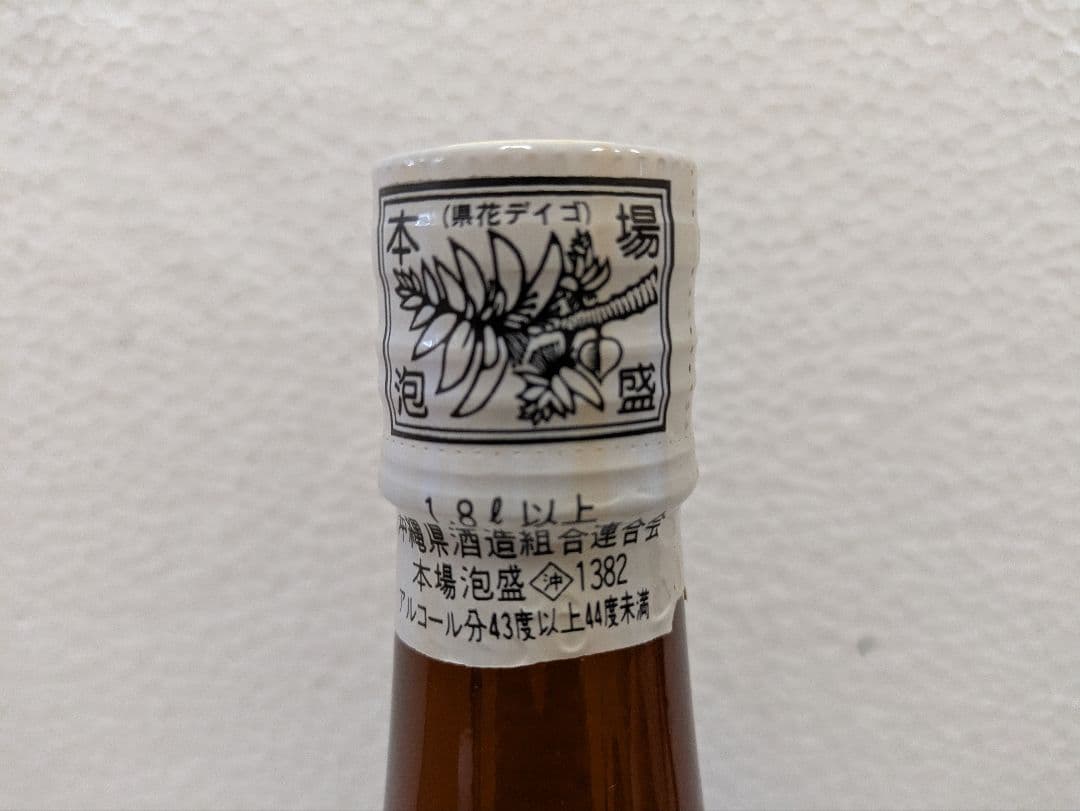 (県花デイゴ)
本場
泡盛
1.8ℓ以上
沖縄県酒造組合連合会
本場泡盛 沖 1382
アルコール分43度以上44度未満